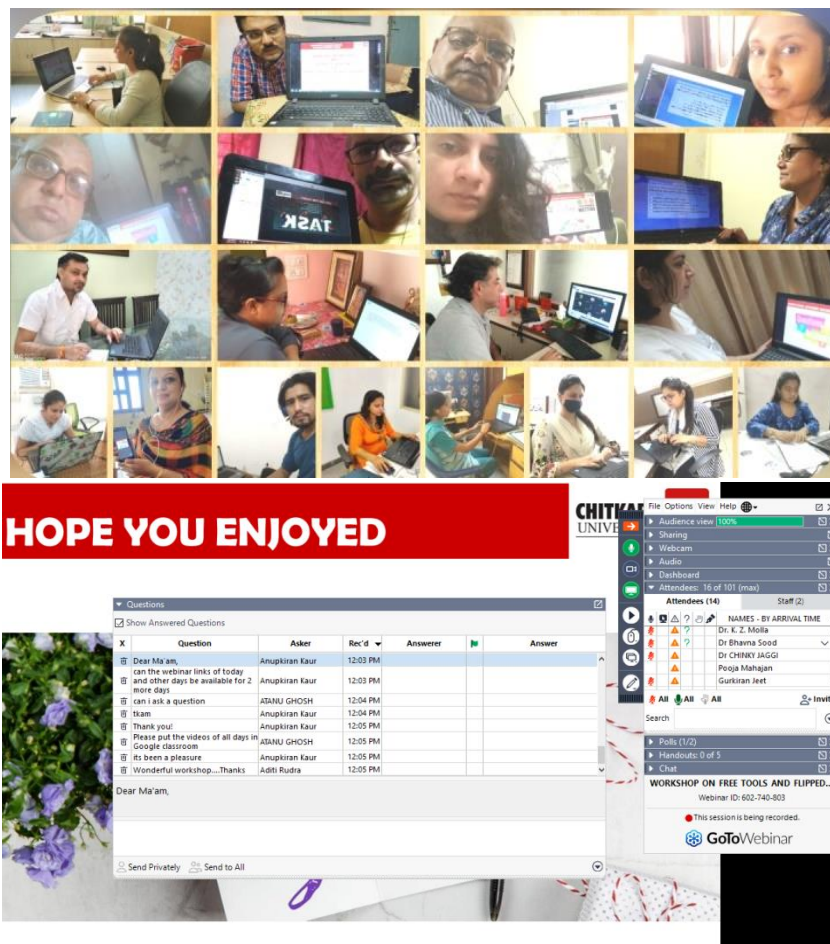 TASK
HOPE YOU ENJOYED
CHITKA
UNIVE
File Options View Help
Audience view 100%
Sharing
Webcam
Audio
Dashboard
Attendees: 16 of 101 (max)
Attendees (14) Staff (2)
NAMES - BY ARRIVAL TIME
Dr. K. Z. Molla
Dr Bhavna Sood
Dr CHINKY JAGGI
Pooja Mahajan
Gurkiran Jeet
All All All Invit
Search
Polls (1/2)
Handouts: 0 of 5
Chat
WORKSHOP ON FREE TOOLS AND FLIPPED...
Webinar ID: 602-740-803
This session is being recorded.
GoToWebinar
Questions
Show Answered Questions
X Question Asker Rec'd Answerer Answer
Dear Ma'am, Anupkiran Kaur 12:03 PM
can the webinar links of today
and other days be available for 2 Anupkiran Kaur 12:03 PM
more days
can i ask a question ATANU GHOSH 12:04 PM
tkam Anupkiran Kaur 12:04 PM
Thank you! Anupkiran Kaur 12:05 PM
Please put the videos of all days in ATANU GHOSH 12:05 PM
Google classroom
its been a pleasure Anupkiran Kaur 12:05 PM
Wonderful workshop....Thanks Aditi Rudra 12:05 PM
Dear Ma'am,
Send Privately Send to All